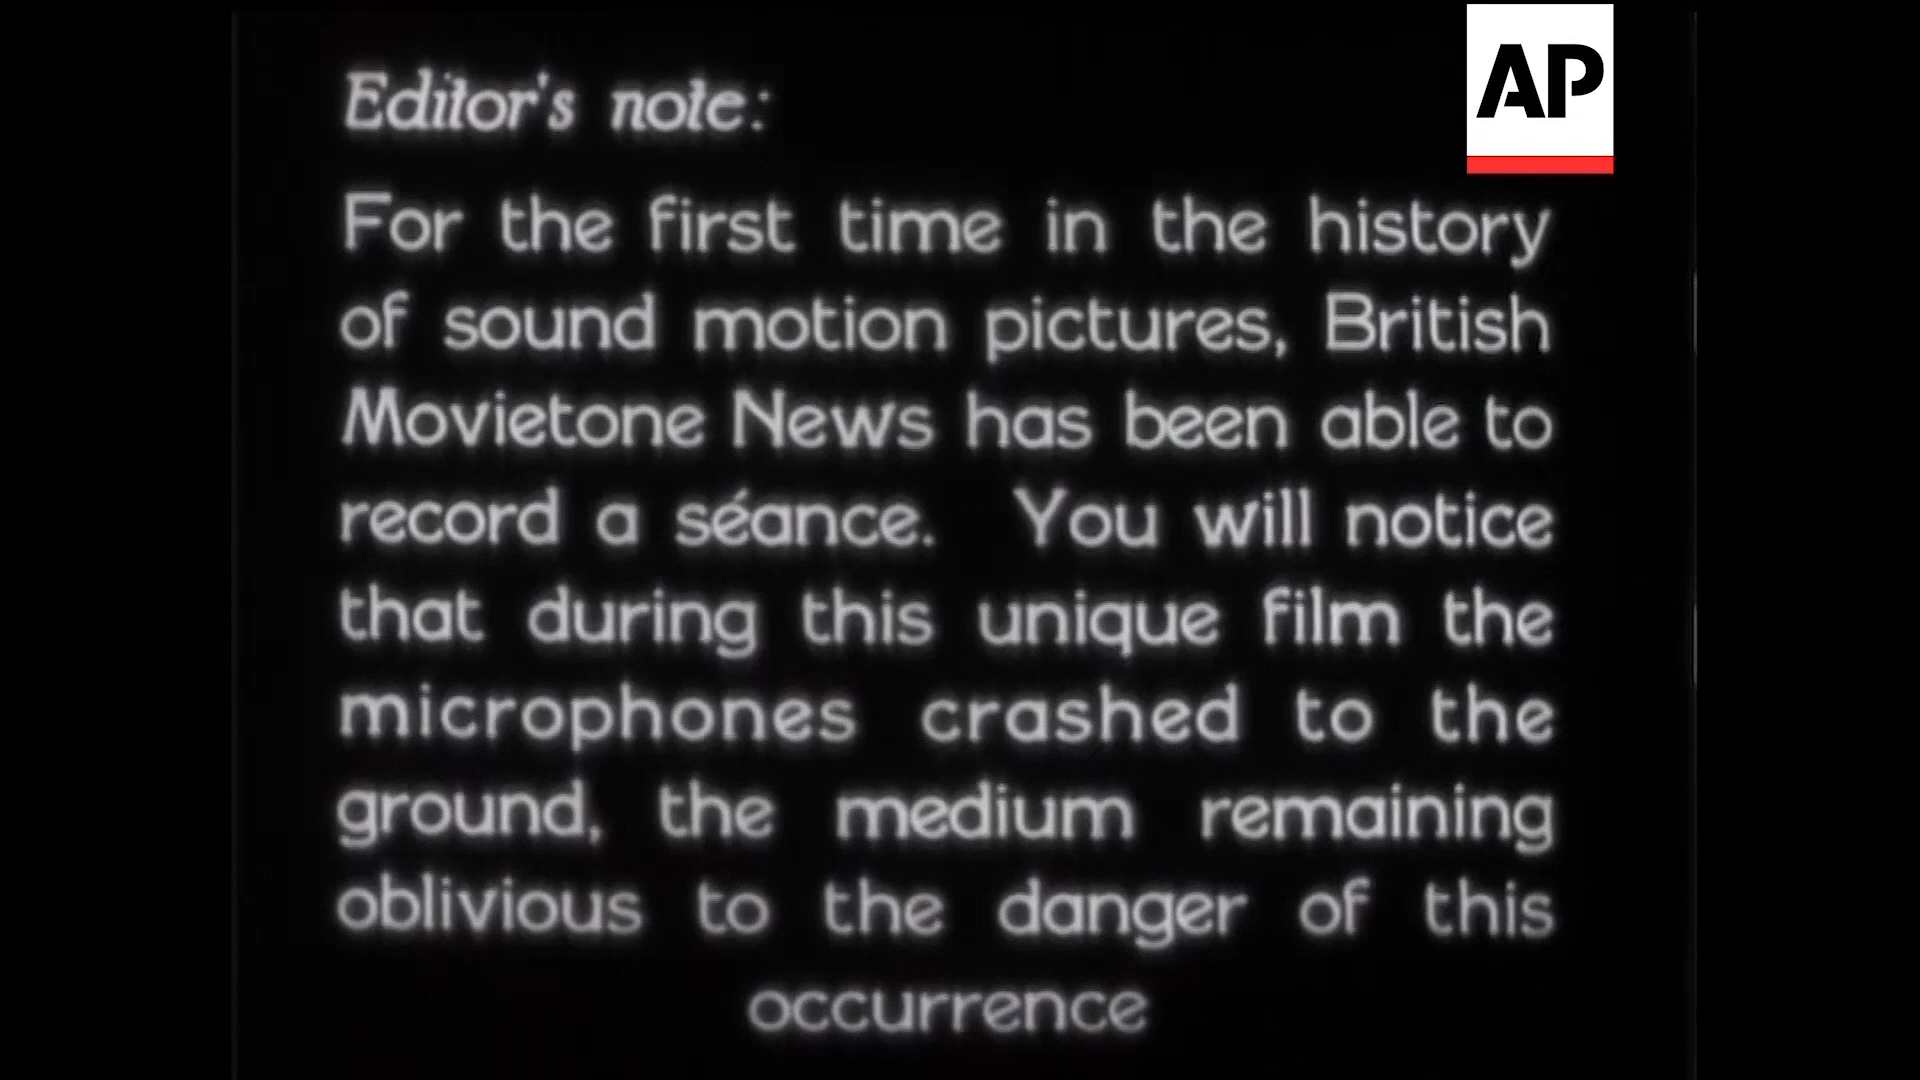 AP
Editor's note:
For the first time in the history
of sound motion pictures, British
Movietone News has been able to
record a séance. You will notice
that during this unique film the
microphones crashed to the
ground, the medium remaining
oblivious to the danger of this
occurrence